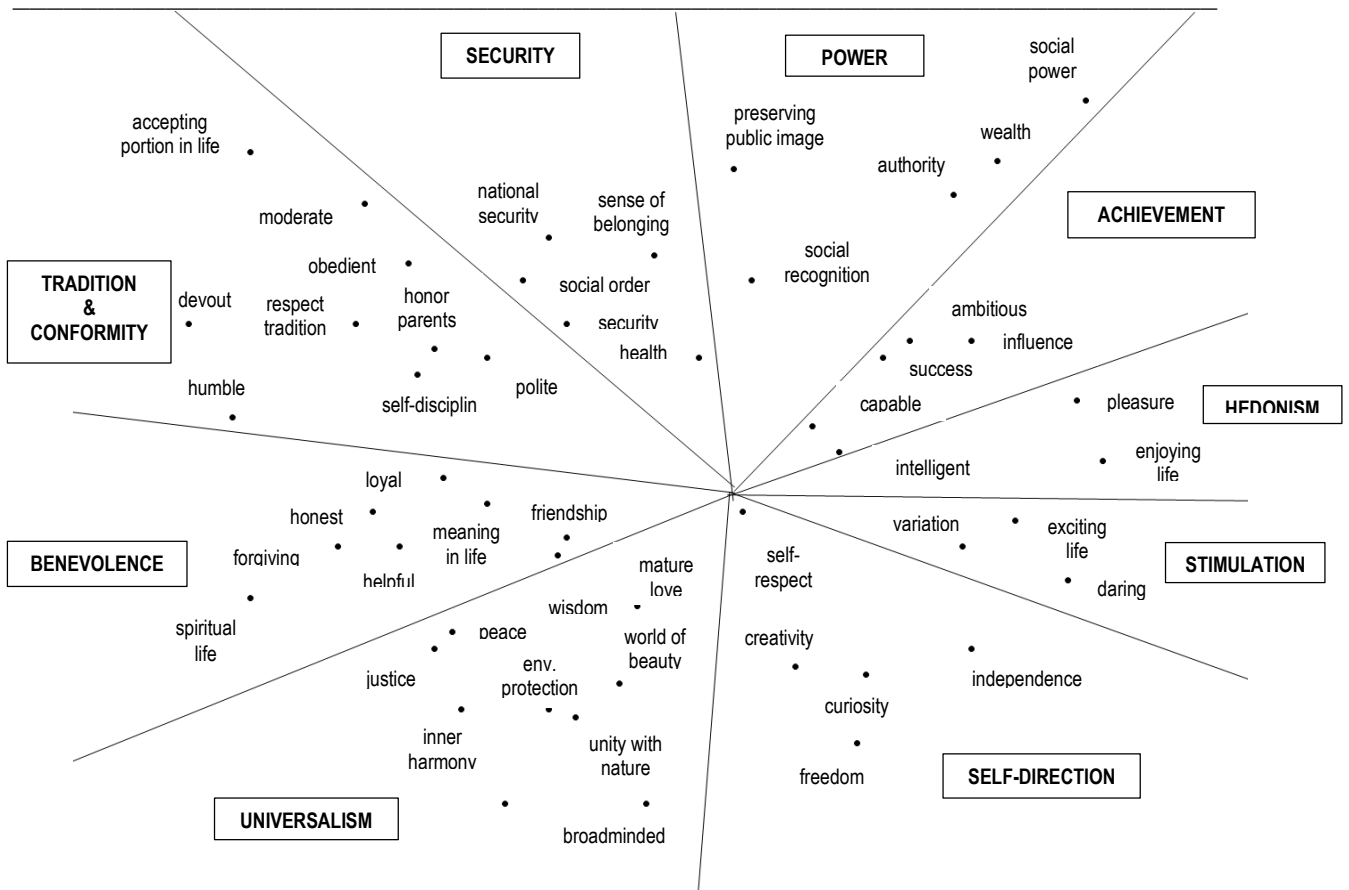 SECURITY
POWER
social
power
preserving
public image
wealth
authority
accepting
portion in life
national
security
sense of
belonging
moderate
ACHIEVEMENT
social
recognition
obedient
social order
TRADITION
&
CONFORMITY
devout
respect
tradition
honor
parents
security
ambitious
influence
health
success
humble
self-disciplin
polite
capable
pleasure
HEDONISM
intelligent
enjoying
life
loyal
honest
meaning
in life
friendship
variation
exciting
life
BENEVOLENCE
forgiving
helpful
mature
love
self-
respect
STIMULATION
daring
spiritual
life
wisdom
peace
world of
beauty
creativity
justice
env.
protection
independence
curiosity
inner
harmony
unity with
nature
freedom
SELF-DIRECTION
UNIVERSALISM
broadminded